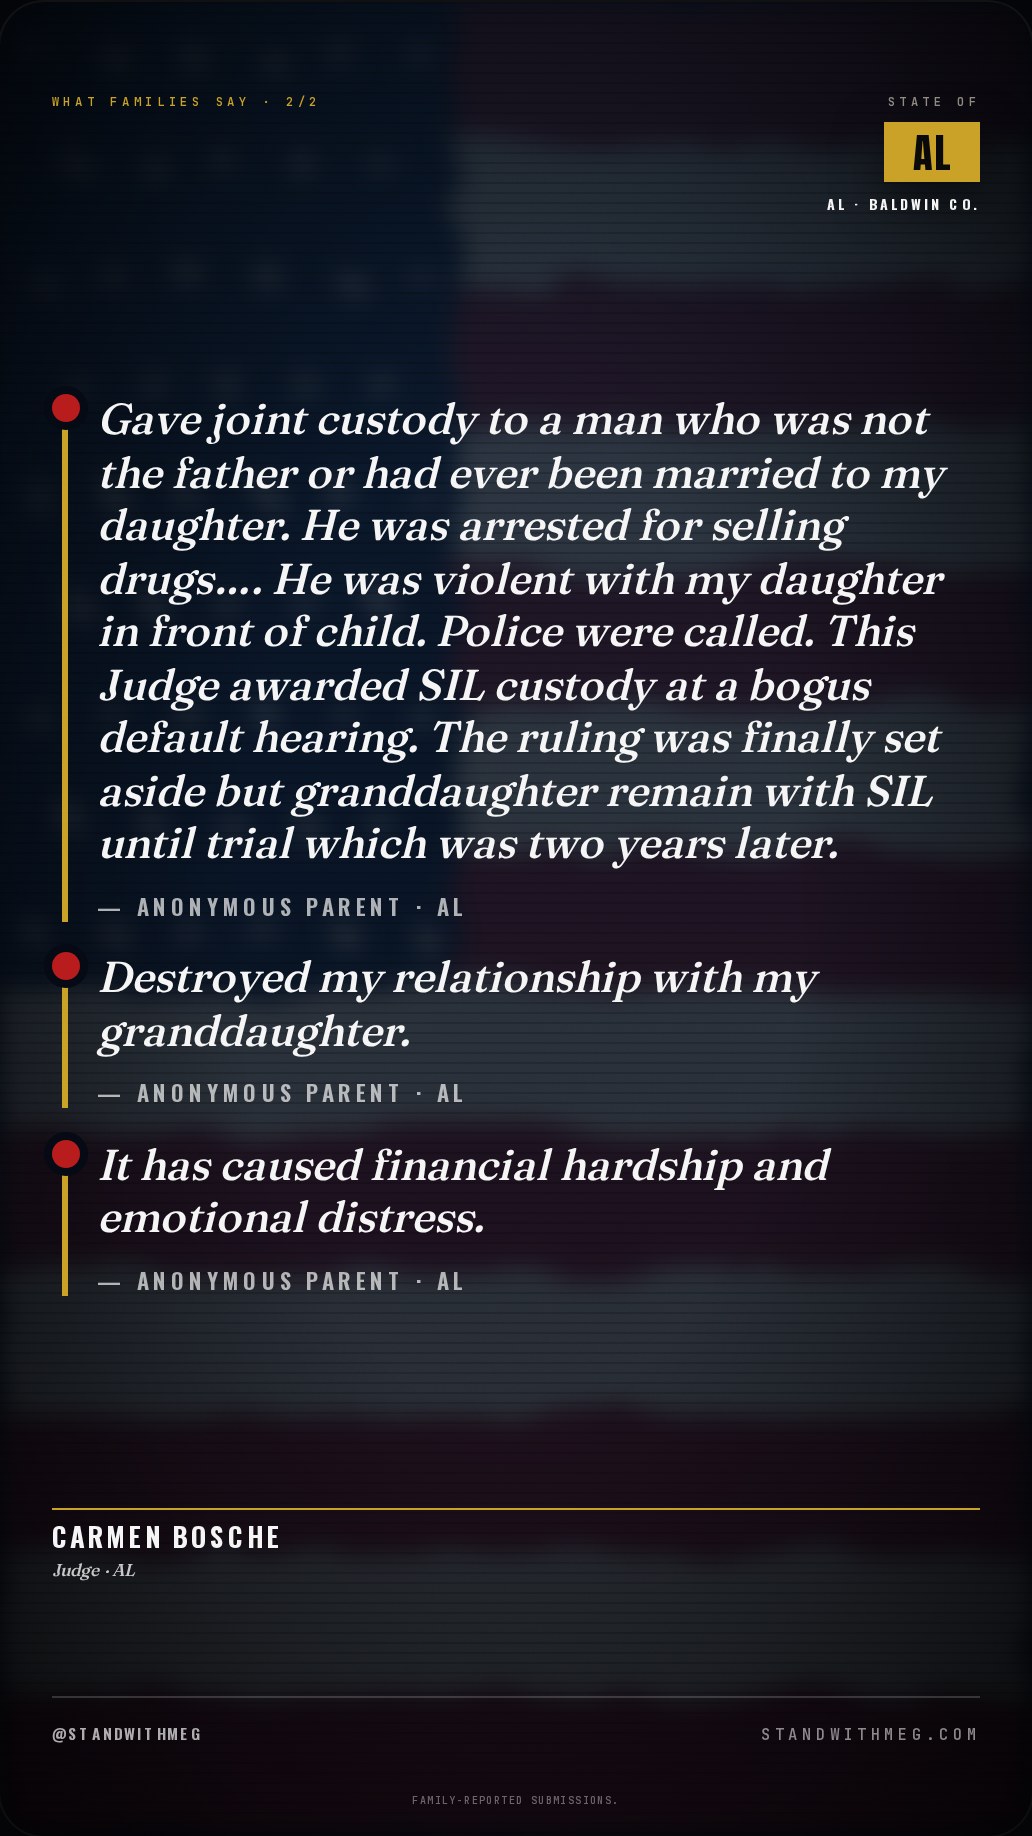 WHAT FAMILIES SAY · 2/2
STATE OF
AL
AL · BALDWIN CO.
Gave joint custody to a man who was not
the father or had ever been married to my
daughter. He was arrested for selling
drugs.... He was violent with my daughter
in front of child. Police were called. This
Judge awarded SIL custody at a bogus
default hearing. The ruling was finally set
aside but granddaughter remain with SIL
until trial which was two years later.
— ANONYMOUS PARENT · AL
Destroyed my relationship with my
granddaughter.
— ANONYMOUS PARENT · AL
It has caused financial hardship and
emotional distress.
— ANONYMOUS PARENT · AL
CARMEN BOSCHE
Judge · AL
@STANDWITHMEG
STANDWITHMEG.COM
FAMILY-REPORTED SUBMISSIONS.